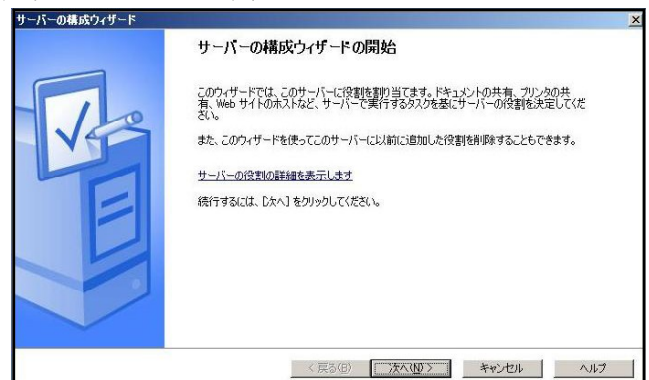 サーバーの構成ウィザード
サーバーの構成ウィザードの開始
このウィザードでは、このサーバーに役割を割り当てます。ドキュメントの共有、プリンタの共
有、Web サイトのホストなど、サーバーで実行するタスクを基にサーバーの役割を決定してくだ
さい。
また、このウィザードを使ってこのサーバーに以前に追加した役割を削除することもできます。
サーバーの役割の詳細を表示します
続行するには、[次へ] をクリックしてください。
< 戻る(B) 次へ(N) > キャンセル ヘルプ